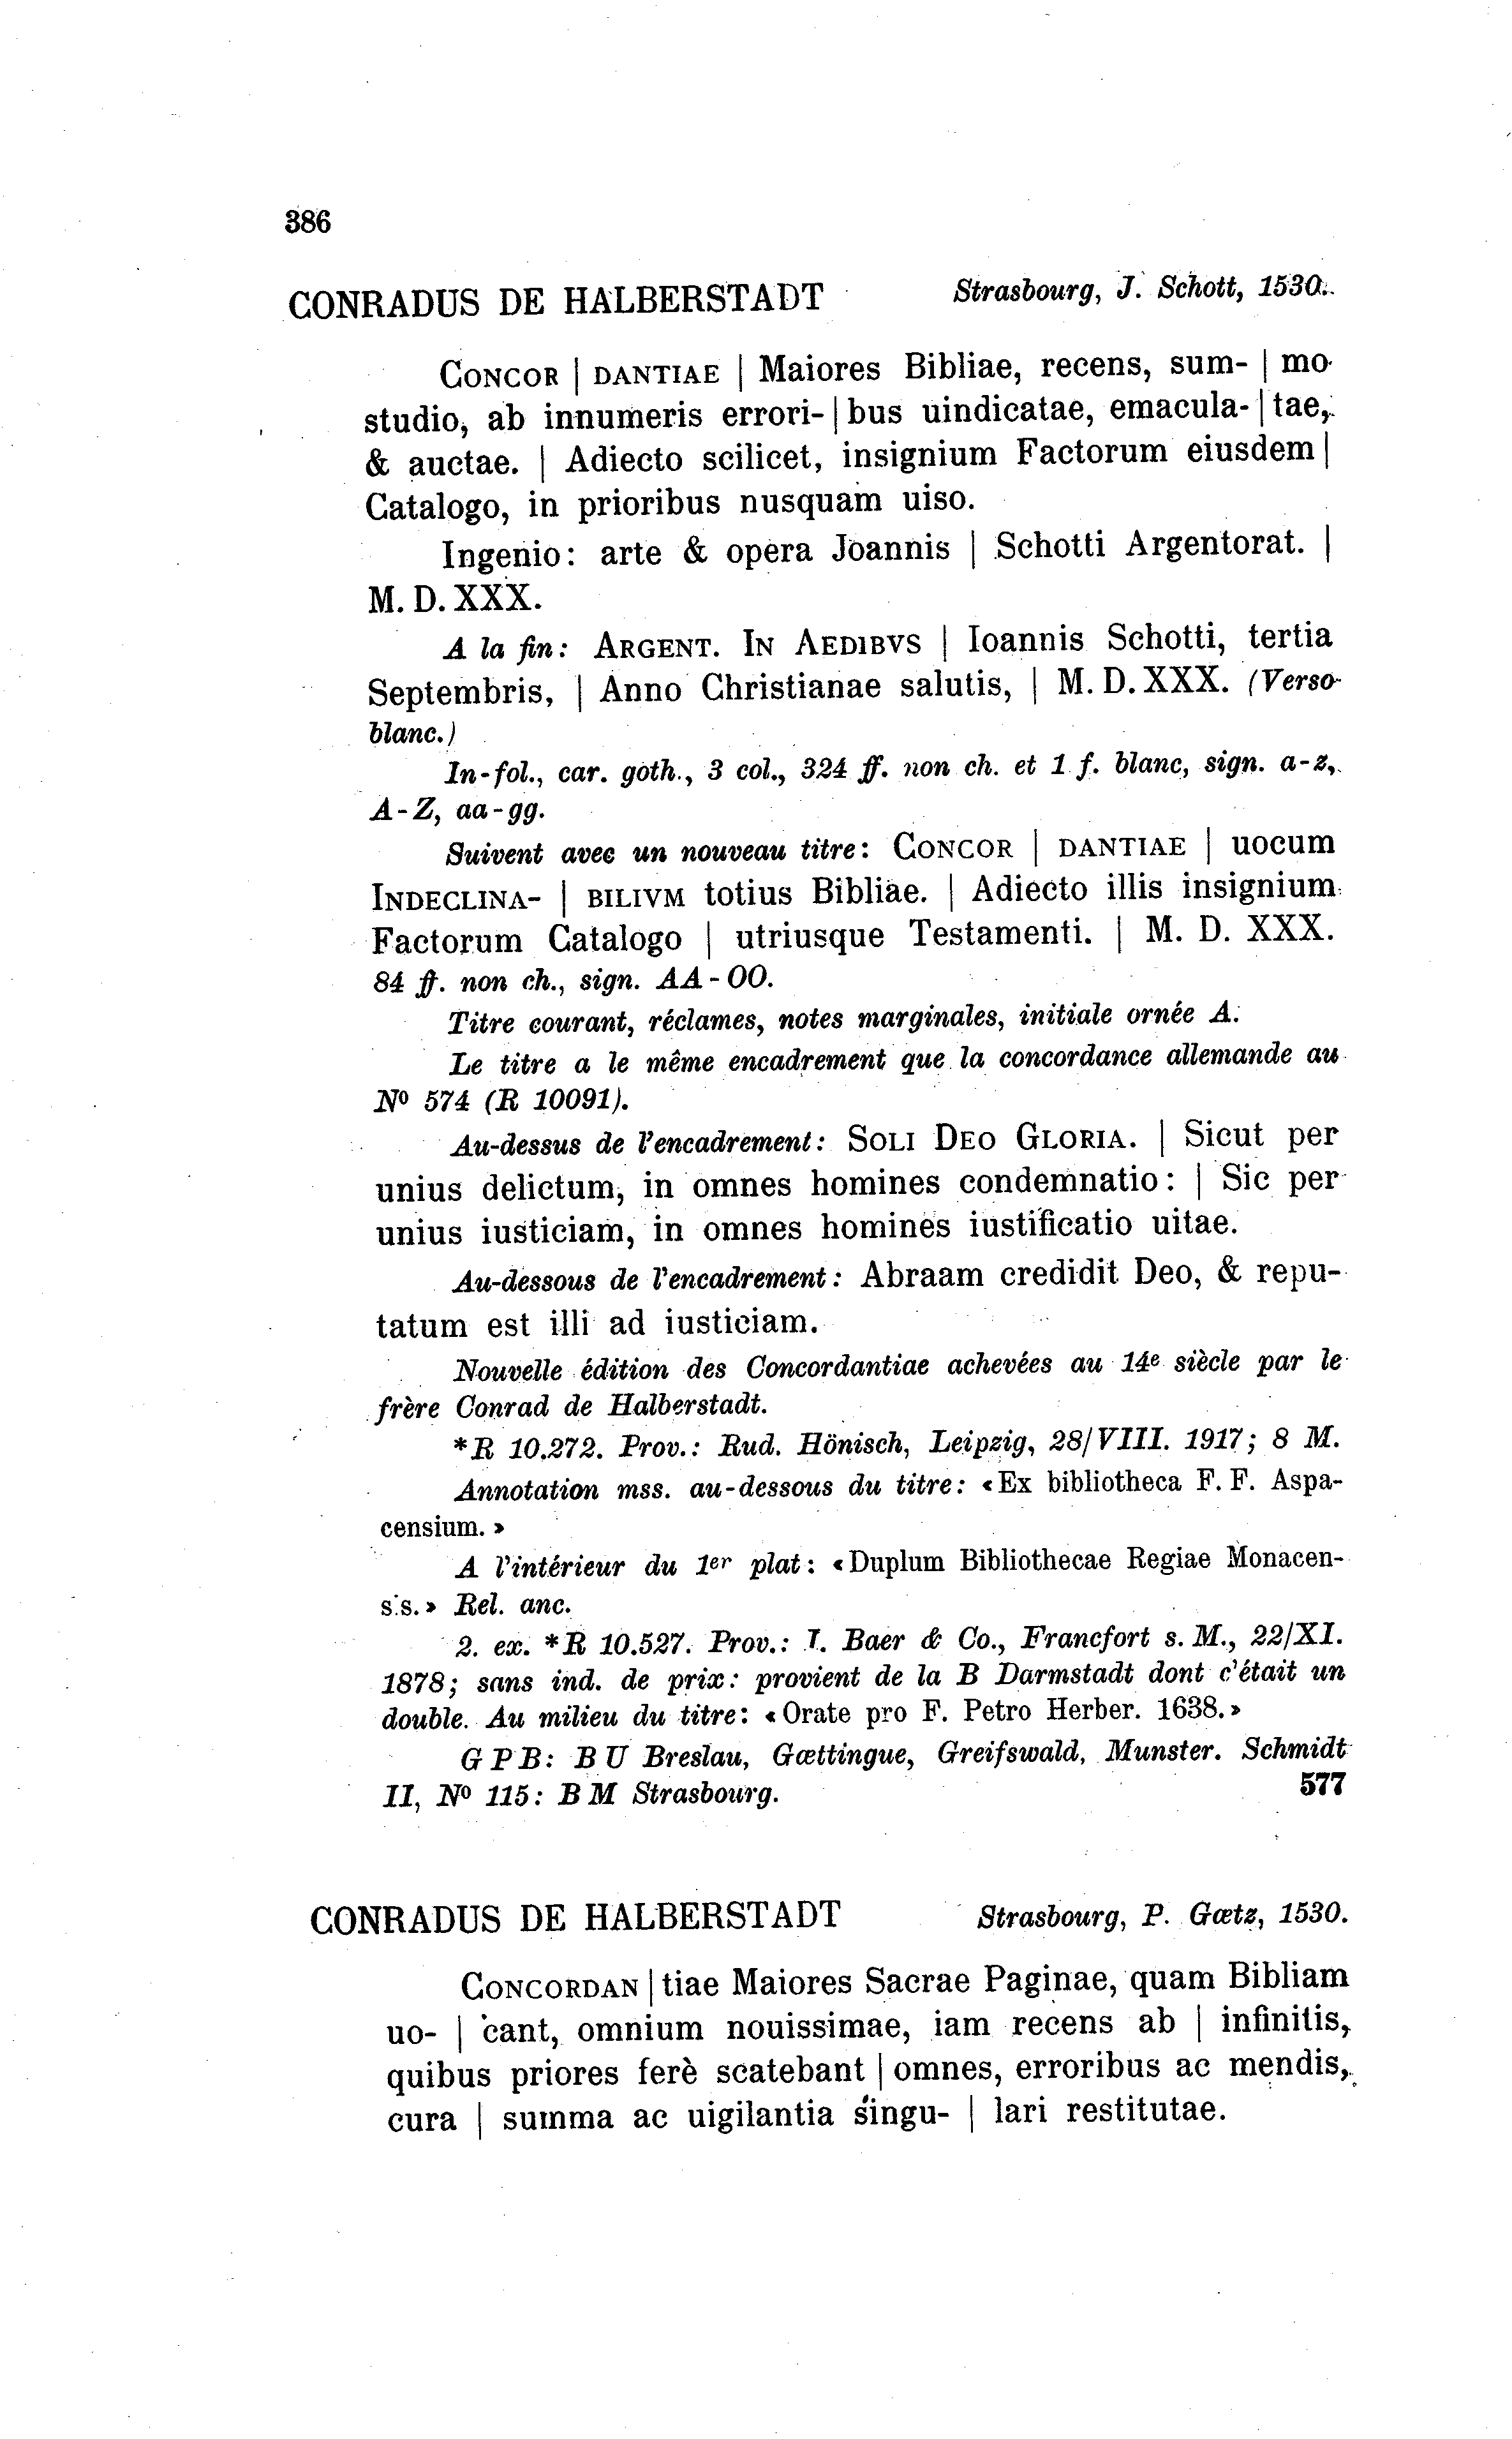 386
CONRADUS DE HALBERSTADT Strasbourg, J. Schott, 1530.
CONCOR | DANTIAE | Maiores Bibliae, recens, sum- | mo
studio, ab innumeris errori- | bus uindicatae, emacula- | tae,
& auctae. | Adiecto scilicet, insignium Factorum eiusdem |
Catalogo, in prioribus nusquam uiso.
Ingenio: arte & opera Joannis | Schotti Argentorat. |
M. D. XXX.
A la fin: ARGENT. IN AEDIBVS | Ioannis Schotti, tertia
Septembris, | Anno Christianae salutis, | M. D. XXX. (Verso
blanc.)
In-fol., car. goth., 3 col., 324 ff. non ch. et 1 f. blanc, sign. a-z,
A-Z, aa-gg.
Suivent avec un nouveau titre: CONCOR | DANTIAE | uocum
INDECLINA- | BILIVM totius Bibliae. | Adiecto illis insignium
Factorum Catalogo | utriusque Testamenti. | M. D. XXX.
84 ff. non ch., sign. AA-OO.
Titre courant, réclames, notes marginales, initiale ornée A.
Le titre a le même encadrement que la concordance allemande au
Nº 574 (R 10091).
Au-dessus de l'encadrement: SOLI DEO GLORIA. | Sicut per
unius delictum, in omnes homines condemnatio: | Sic per
unius iusticiam, in omnes homines iustificatio uitae.
Au-dessous de l'encadrement: Abraam credidit Deo, & repu-
tatum est illi ad iusticiam.
Nouvelle édition des Concordantiae achevées au 14e siècle par le
frère Conrad de Halberstadt.
*R 10.272. Prov.: Rud. Hönisch, Leipzig, 28/VIII. 1917; 8 M.
Annotation mss. au-dessous du titre: «Ex bibliotheca F. F. Aspa-
censium.»
A l'intérieur du 1er plat: «Duplum Bibliothecae Regiae Monacen-
s.s.» Rel. anc.
2. ex. *R 10.527. Prov.: I. Baer & Co., Francfort s. M., 22/XI.
1878; sans ind. de prix: provient de la B Darmstadt dont c'était un
double. Au milieu du titre: «Orate pro F. Petro Herber. 1638.»
G P B: B U Breslau, Gœttingue, Greifswald, Munster. Schmidt
II, Nº 115: B M Strasbourg. 577
CONRADUS DE HALBERSTADT Strasbourg, P. Gœtz, 1530.
CONCORDAN | tiae Maiores Sacrae Paginae, quam Bibliam
uo- | cant, omnium nouissimae, iam recens ab | infinitis,
quibus priores ferè scatebant | omnes, erroribus ac mendis,
cura | summa ac uigilantia singu- | lari restitutae.